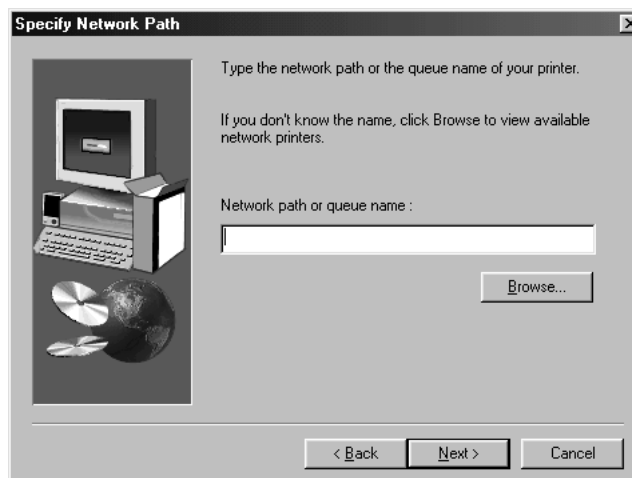 Specify Network Path
Type the network path or the queue name of your printer.
If you don't know the name, click Browse to view available
network printers.
Network path or queue name :
Browse...
< Back
Next >
Cancel